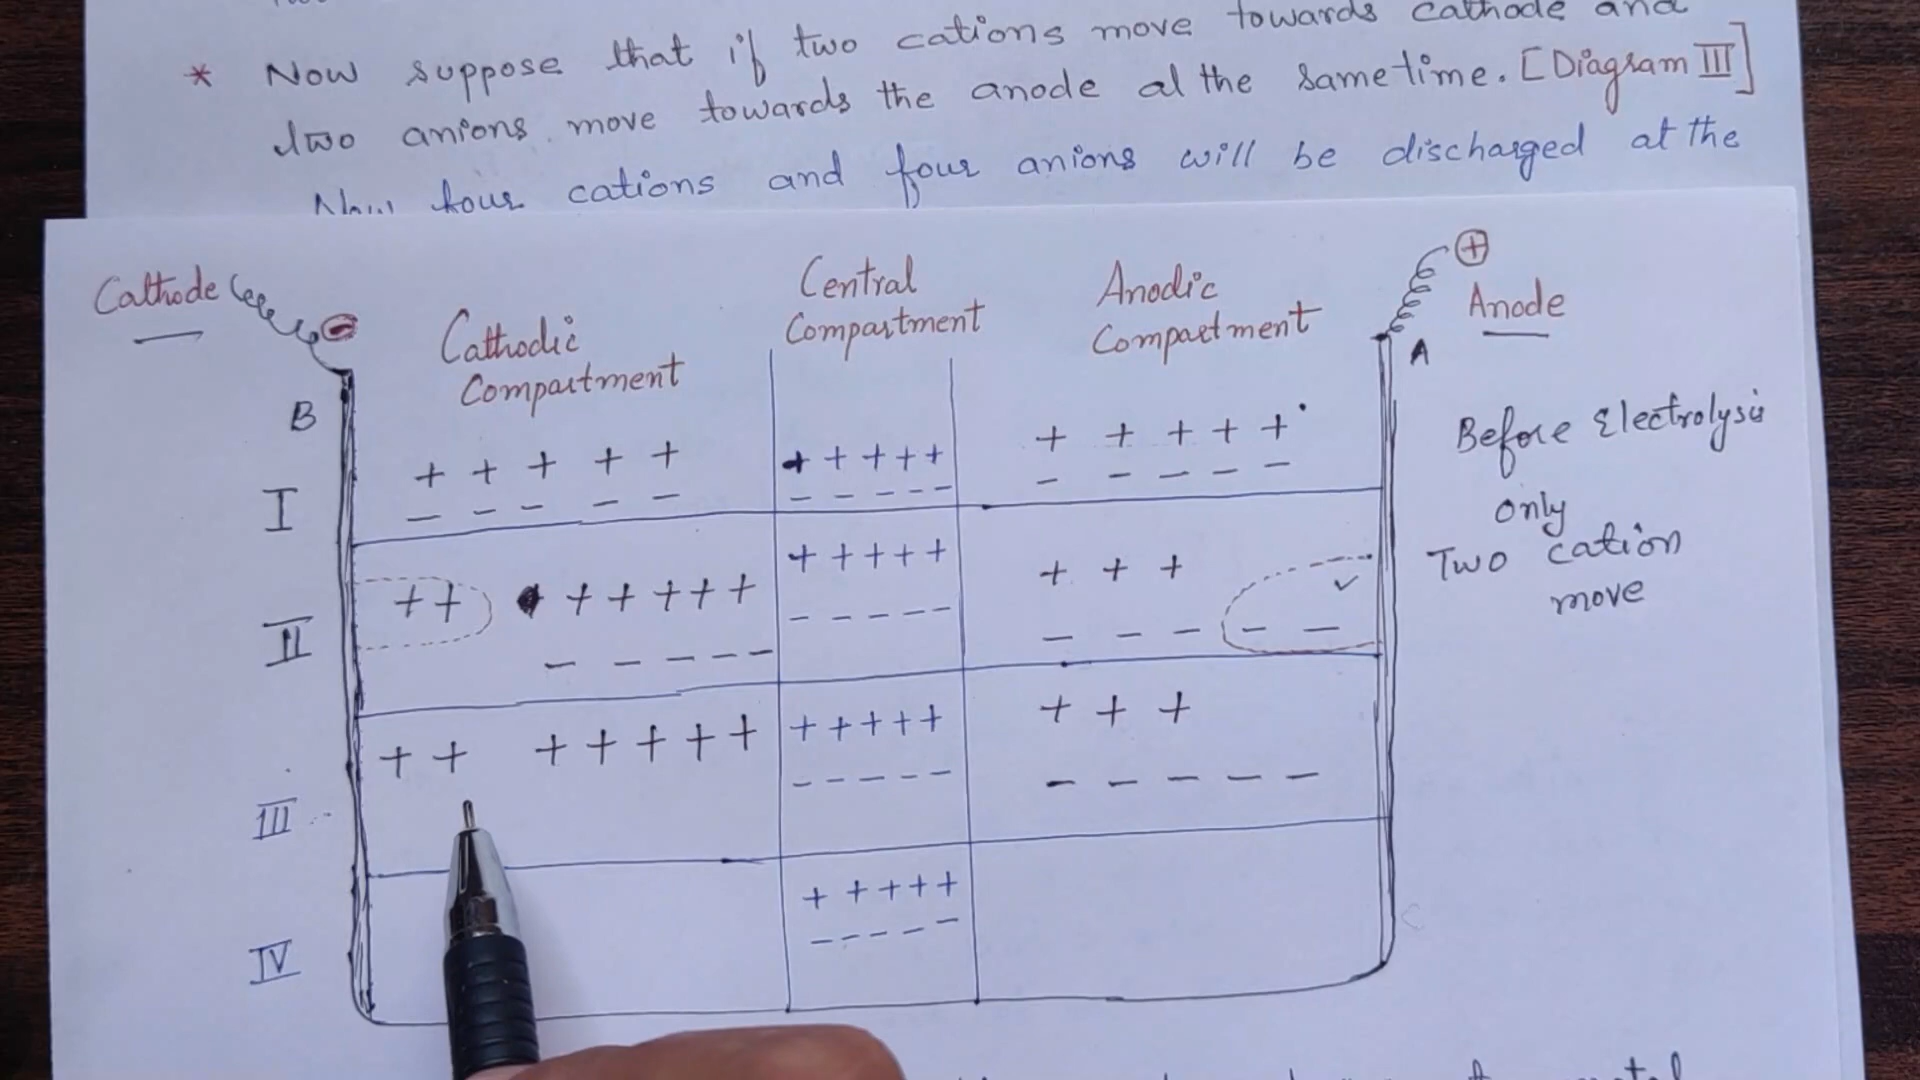 * Now suppose that if two cations move towards cathode and
two anions move towards the anode at the same time. [Diagram III]
Now four cations and four anions will be discharged at the
Cathode
Cathodic
Compartment
Central
Compartment
Anodic
Compartment
+
Anode
A
B
Before Electrolysis
I
+ + + + +
- - - - -
+ + + + +
- - - - -
+ + + + +
- - - - -
only
Two cation
move
II
+ + + + + + +
- - - - -
+ + + + +
- - - - -
+ + +
- - - - -
III
+ + + + + + +
+ + + + +
- - - - -
+ + +
- - - - -
IV
+ + + + +
- - - - -